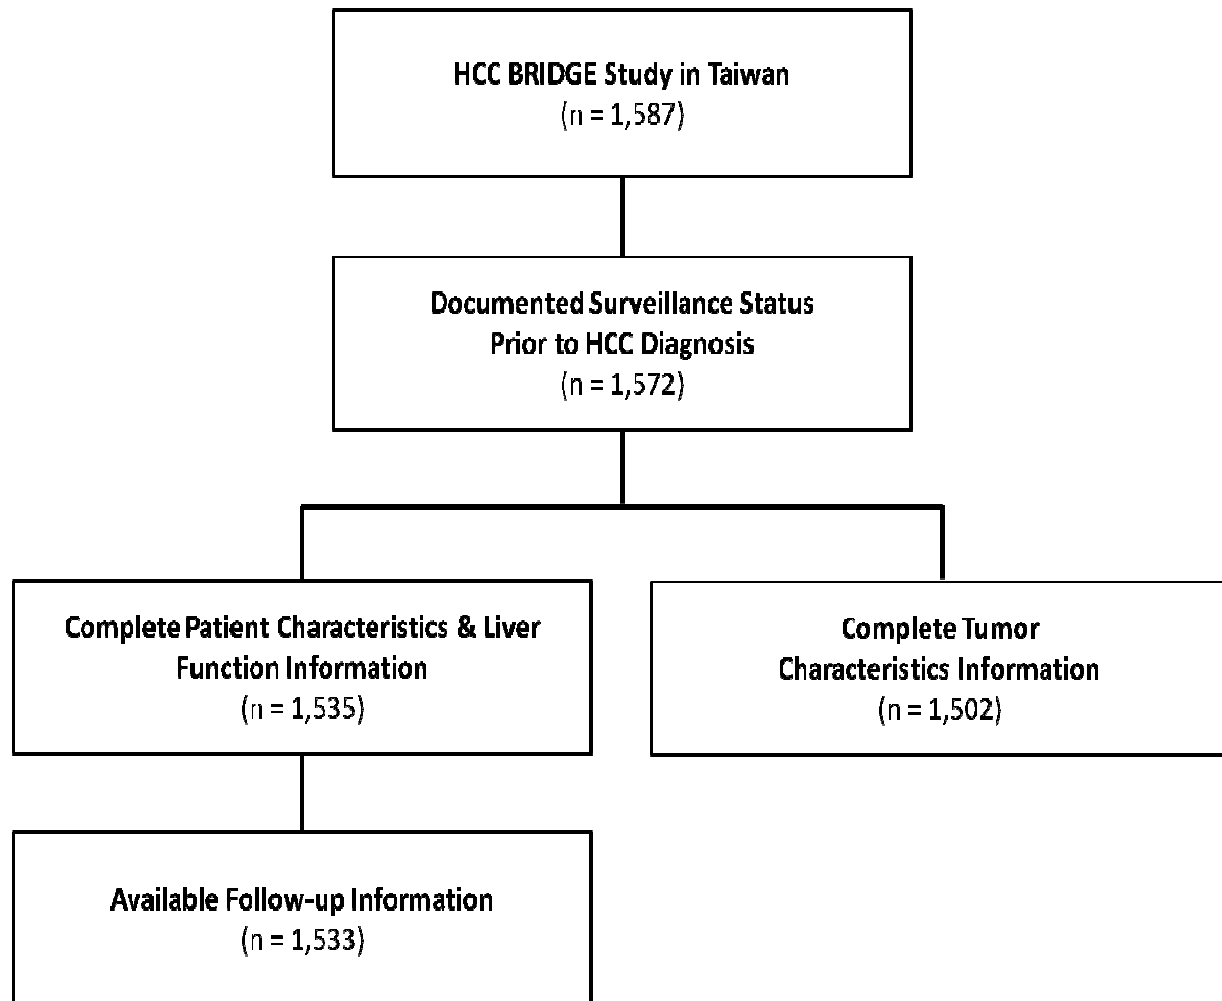 HCC BRIDGE Study in Taiwan
(n = 1,587)
Documented Surveillance Status
Prior to HCC Diagnosis
(n = 1,572)
Complete Patient Characteristics & Liver
Function Information
(n = 1,535)
Complete Tumor
Characteristics Information
(n = 1,502)
Available Follow-up Information
(n = 1,533)